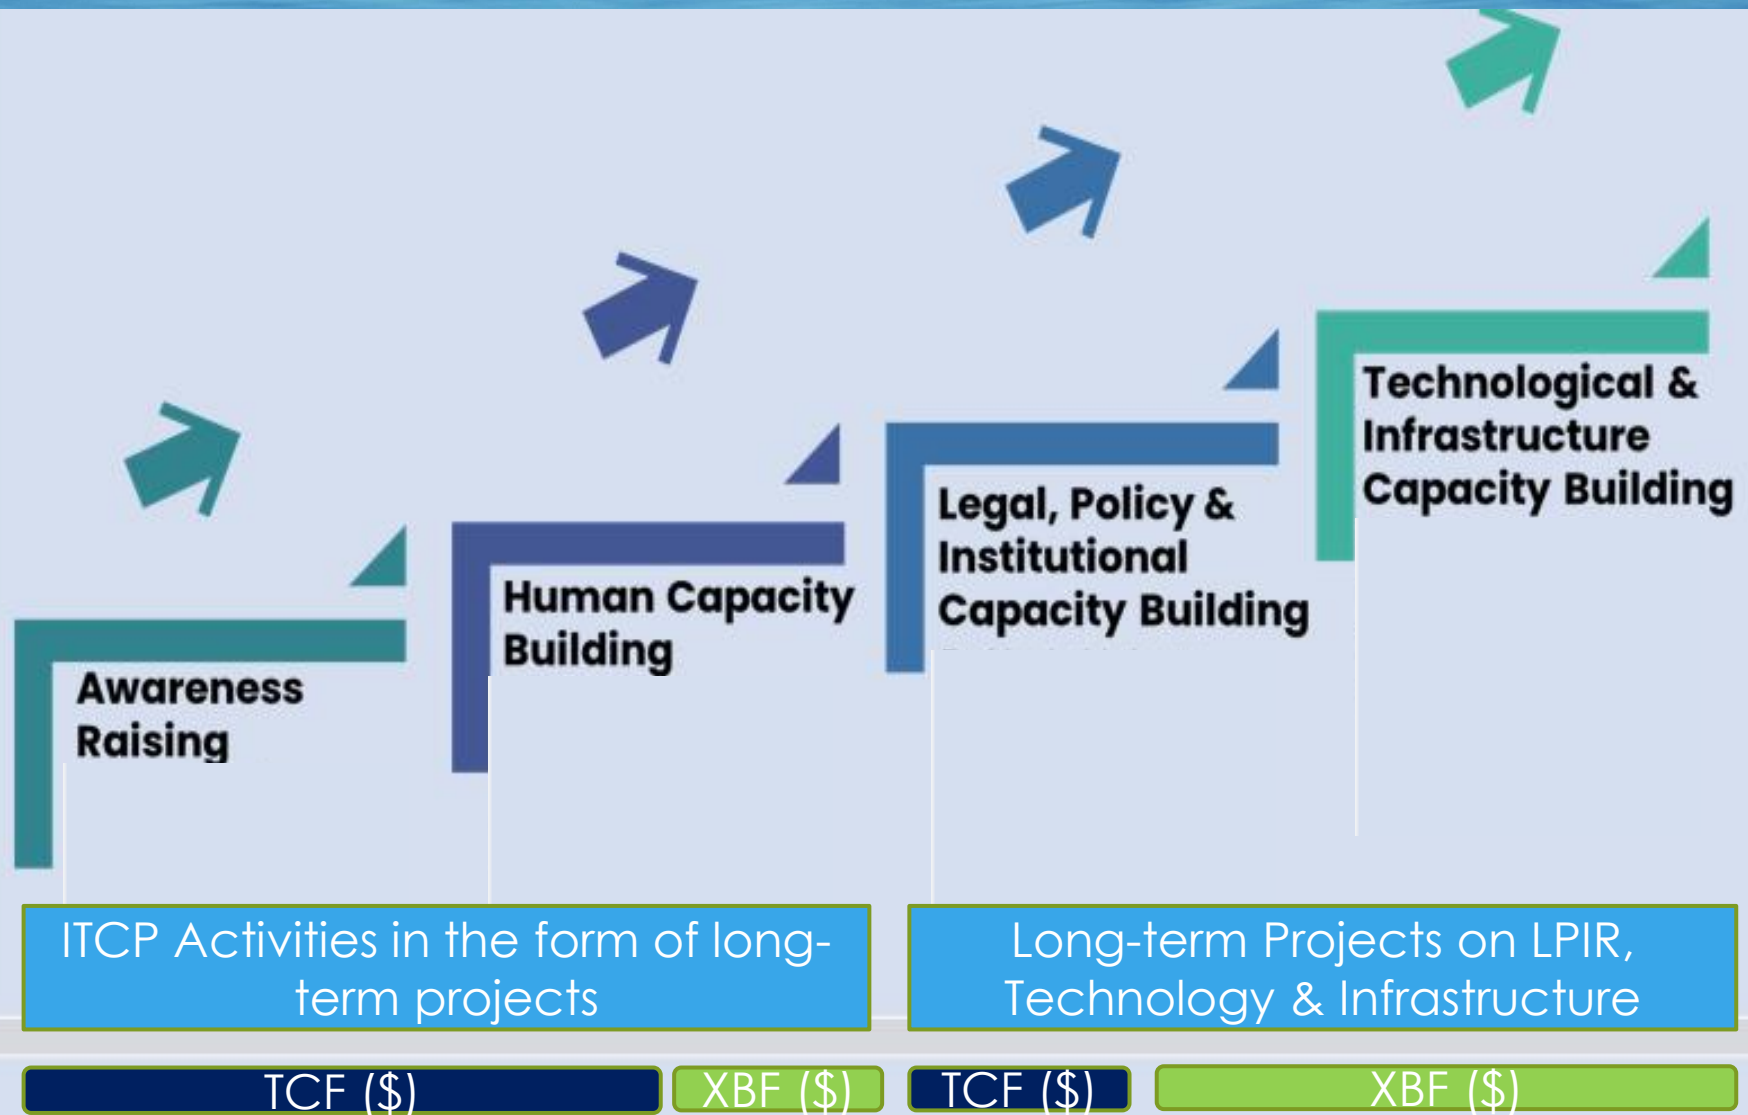 Awareness
Raising
Human Capacity
Building
Legal, Policy &
Institutional
Capacity Building
Technological &
Infrastructure
Capacity Building
ITCP Activities in the form of long-
term projects
Long-term Projects on LPIR,
Technology & Infrastructure
TCF ($)
XBF ($)
TCF ($)
XBF ($)